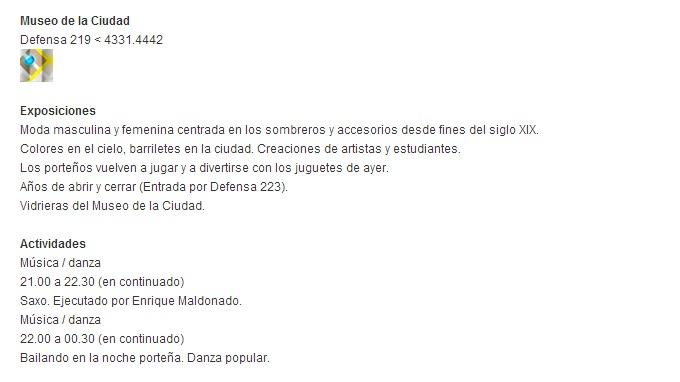 Museo de la Ciudad
Defensa 219 < 4331.4442
Exposiciones
Moda masculina y femenina centrada en los sombreros y accesorios desde fines del siglo XIX.
Colores en el cielo, barriletes en la ciudad. Creaciones de artistas y estudiantes.
Los porteños vuelven a jugar y a divertirse con los juguetes de ayer.
Años de abrir y cerrar (Entrada por Defensa 223).
Vidrieras del Museo de la Ciudad.
Actividades
Música / danza
21.00 a 22.30 (en continuado)
Saxo. Ejecutado por Enrique Maldonado.
Música / danza
22.00 a 00.30 (en continuado)
Bailando en la noche porteña. Danza popular.